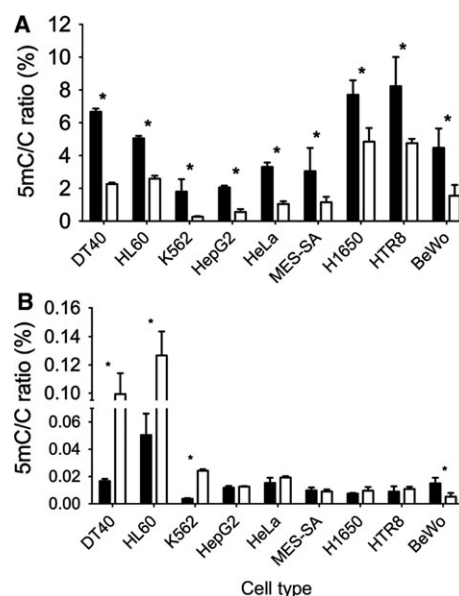 A
5mC/C ratio (%)
12
10
8
6
4
2
0
* * * * * * * * *
DT40 HL60 K562 HepG2 HeLa MES-SA H1650 HTR8 BeWo
B
5mC/C ratio (%)
0.16
0.14
0.12
0.10
0.06
0.04
0.02
0.00
* * * *
DT40 HL60 K562 HepG2 HeLa MES-SA H1650 HTR8 BeWo
Cell type